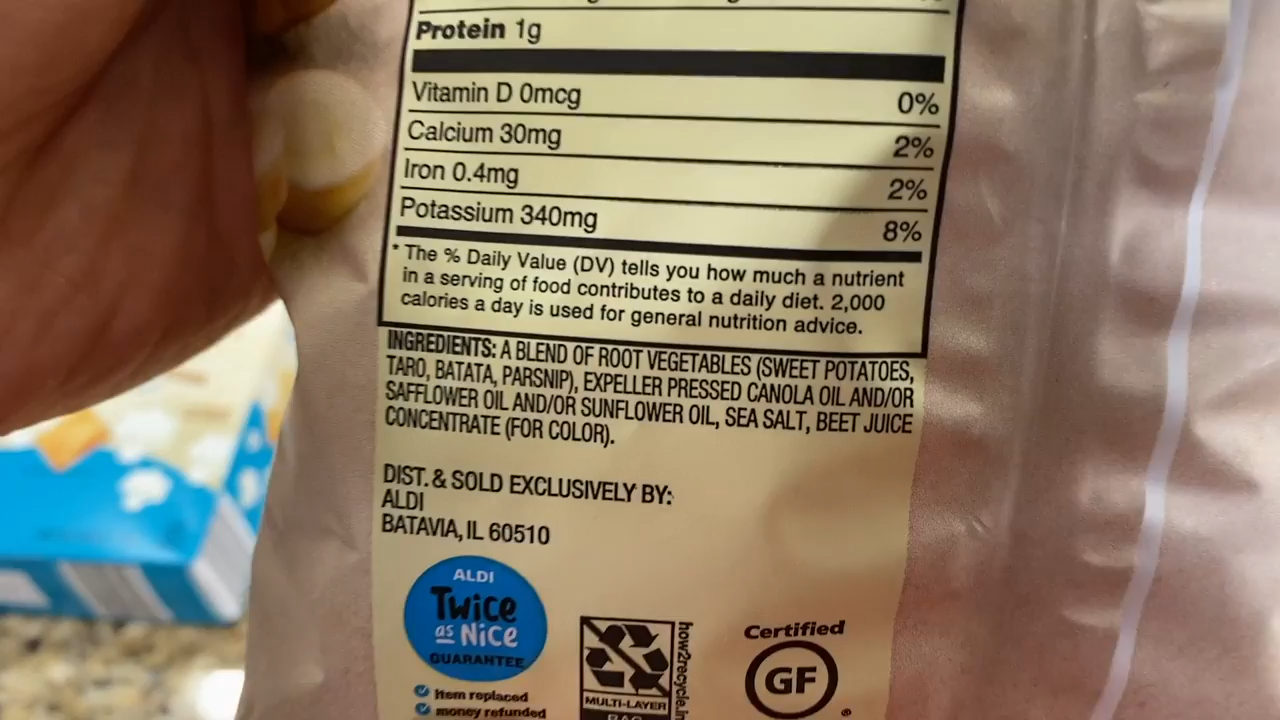 Protein 1g
Vitamin D 0mcg 0%
Calcium 30mg 2%
Iron 0.4mg 2%
Potassium 340mg 8%
* The % Daily Value (DV) tells you how much a nutrient
in a serving of food contributes to a daily diet. 2,000
calories a day is used for general nutrition advice.
INGREDIENTS: A BLEND OF ROOT VEGETABLES (SWEET POTATOES,
TARO, BATATA, PARSNIP), EXPELLER PRESSED CANOLA OIL AND/OR
SAFFLOWER OIL AND/OR SUNFLOWER OIL, SEA SALT, BEET JUICE
CONCENTRATE (FOR COLOR).
DIST. & SOLD EXCLUSIVELY BY:
ALDI
BATAVIA, IL 60510
ALDI
Twice
as Nice
GUARANTEE
Item replaced
money refunded
MULTI-LAYER
BAG
how2recycle.in
Certified
GF
®